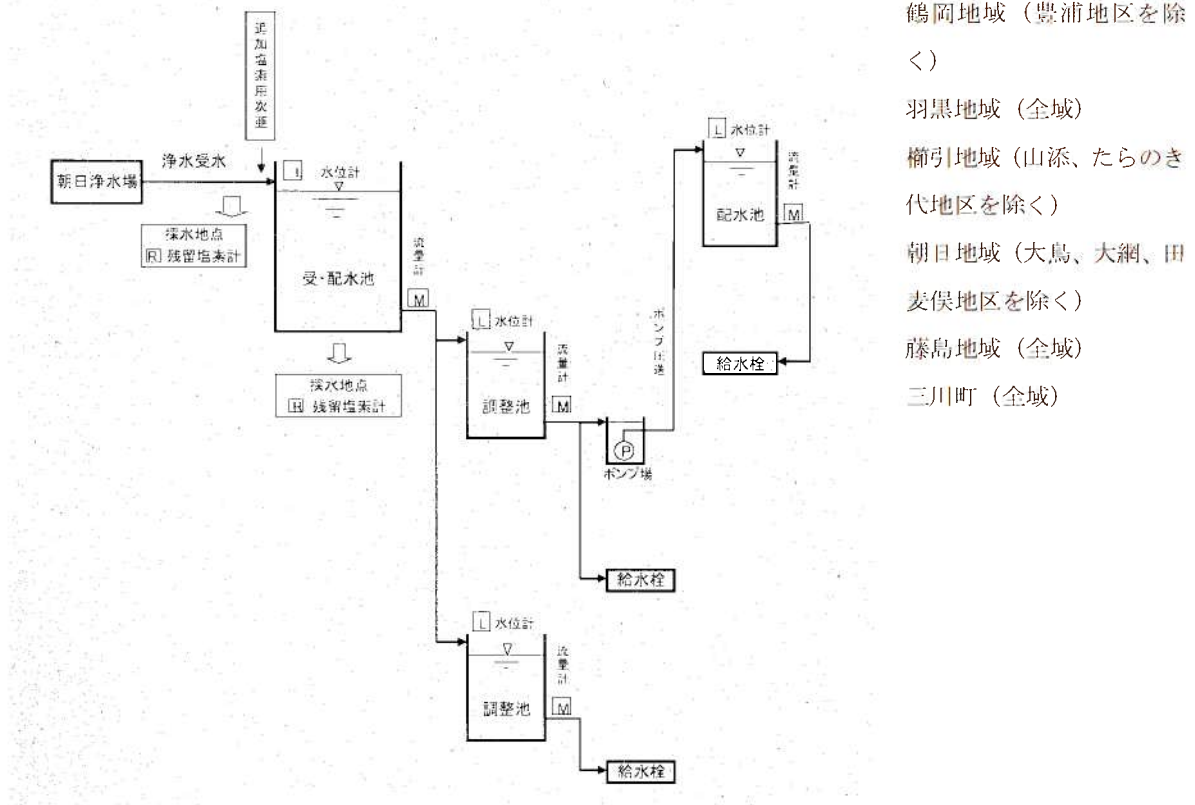 追加塩素用次亜
朝日浄水場
浄水受水
採水地点
R 残留塩素計
L 水位計
受・配水池
流量計
M
採水地点
R 残留塩素計
L 水位計
調整池
流量計
M
P
ポンプ場
ポンプ圧送
L 水位計
配水池
流量計
M
給水栓
給水栓
L 水位計
調整池
流量計
M
給水栓
鶴岡地域（豊浦地区を除
く）
羽黒地域（全域）
櫛引地域（山添、たらのき
代地区を除く）
朝日地域（大鳥、大網、田
麦俣地区を除く）
藤島地域（全域）
三川町（全域）